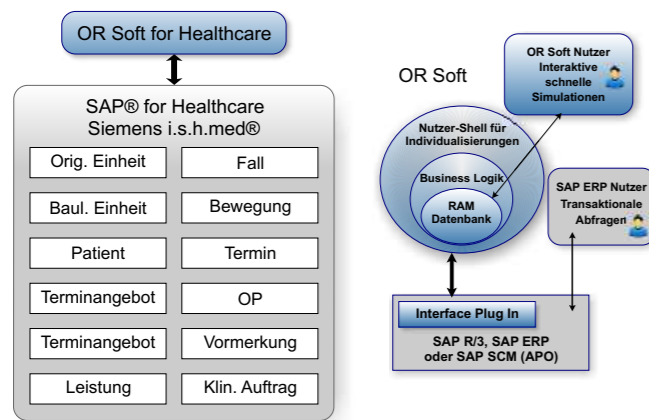 OR Soft for Healthcare
SAP® for Healthcare
Siemens i.s.h.med®
Orig. Einheit
Fall
Baul. Einheit
Bewegung
Patient
Termin
Terminangebot
OP
Terminangebot
Vormerkung
Leistung
Klin. Auftrag
OR Soft
OR Soft Nutzer
Interaktive
schnelle
Simulationen
Nutzer-Shell für
Individualisierungen
Business Logik
RAM
Datenbank
SAP ERP Nutzer
Transaktionale
Abfragen
Interface Plug In
SAP R/3, SAP ERP
oder SAP SCM (APO)